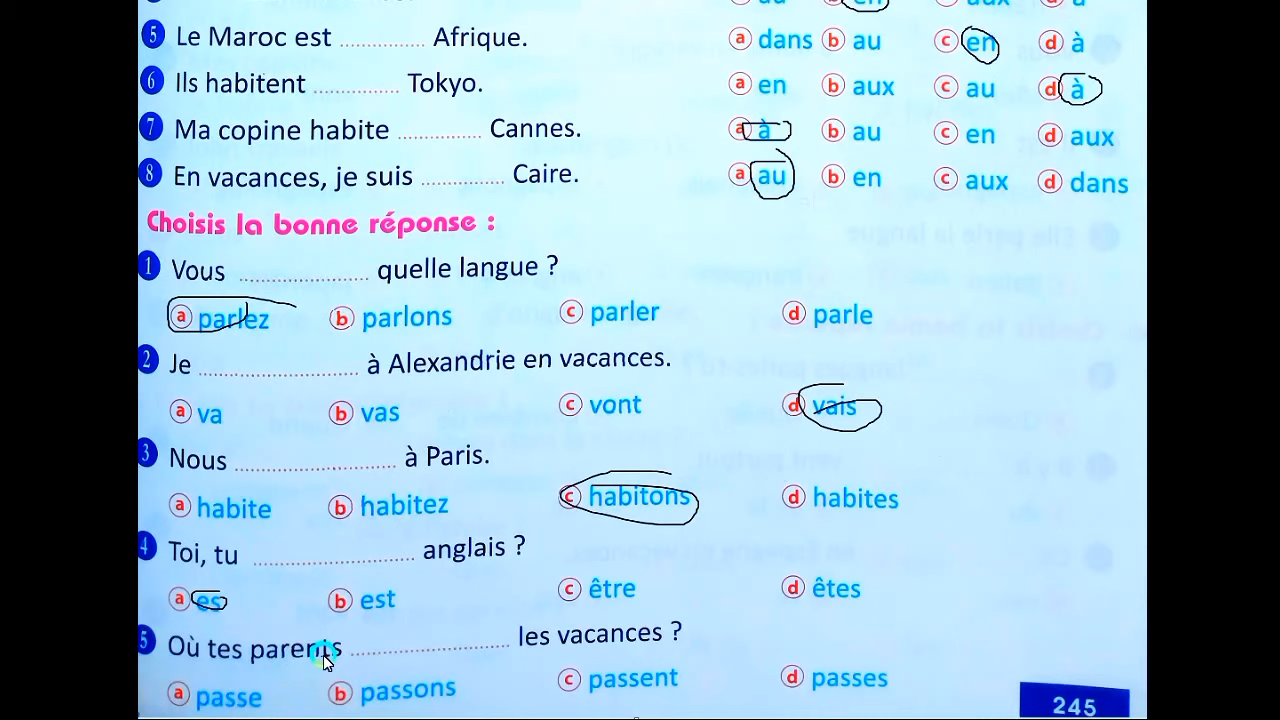 5 Le Maroc est ............ Afrique. a dans b au c en d à
6 Ils habitent ............ Tokyo. a en b aux c au d à
7 Ma copine habite ............ Cannes. a à b au c en d aux
8 En vacances, je suis ............ Caire. a au b en c aux d dans
Choisis la bonne réponse :
1 Vous ............ quelle langue ?
a parlez b parlons c parler d parle
2 Je ............ à Alexandrie en vacances.
a va b vas c vont d vais
3 Nous ............ à Paris.
a habite b habitez c habitons d habites
4 Toi, tu ............ anglais ?
a es b est c être d êtes
5 Où tes parents ............ les vacances ?
a passe b passons c passent d passes
245